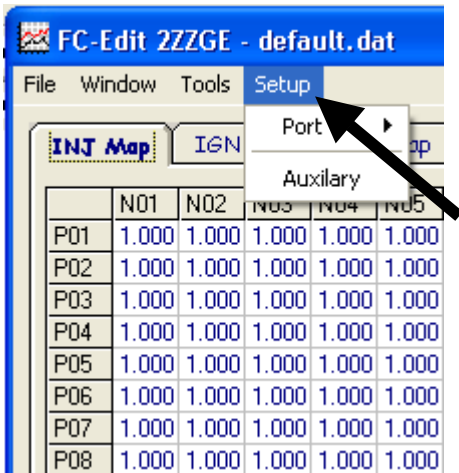 FC-Edit 2ZZGE - default.dat
File Window Tools Setup
Port
Auxilary
INJ Map IGN ap
N01 N02 N03 N04 N05
P01 1.000 1.000 1.000 1.000 1.000
P02 1.000 1.000 1.000 1.000 1.000
P03 1.000 1.000 1.000 1.000 1.000
P04 1.000 1.000 1.000 1.000 1.000
P05 1.000 1.000 1.000 1.000 1.000
P06 1.000 1.000 1.000 1.000 1.000
P07 1.000 1.000 1.000 1.000 1.000
P08 1.000 1.000 1.000 1.000 1.000